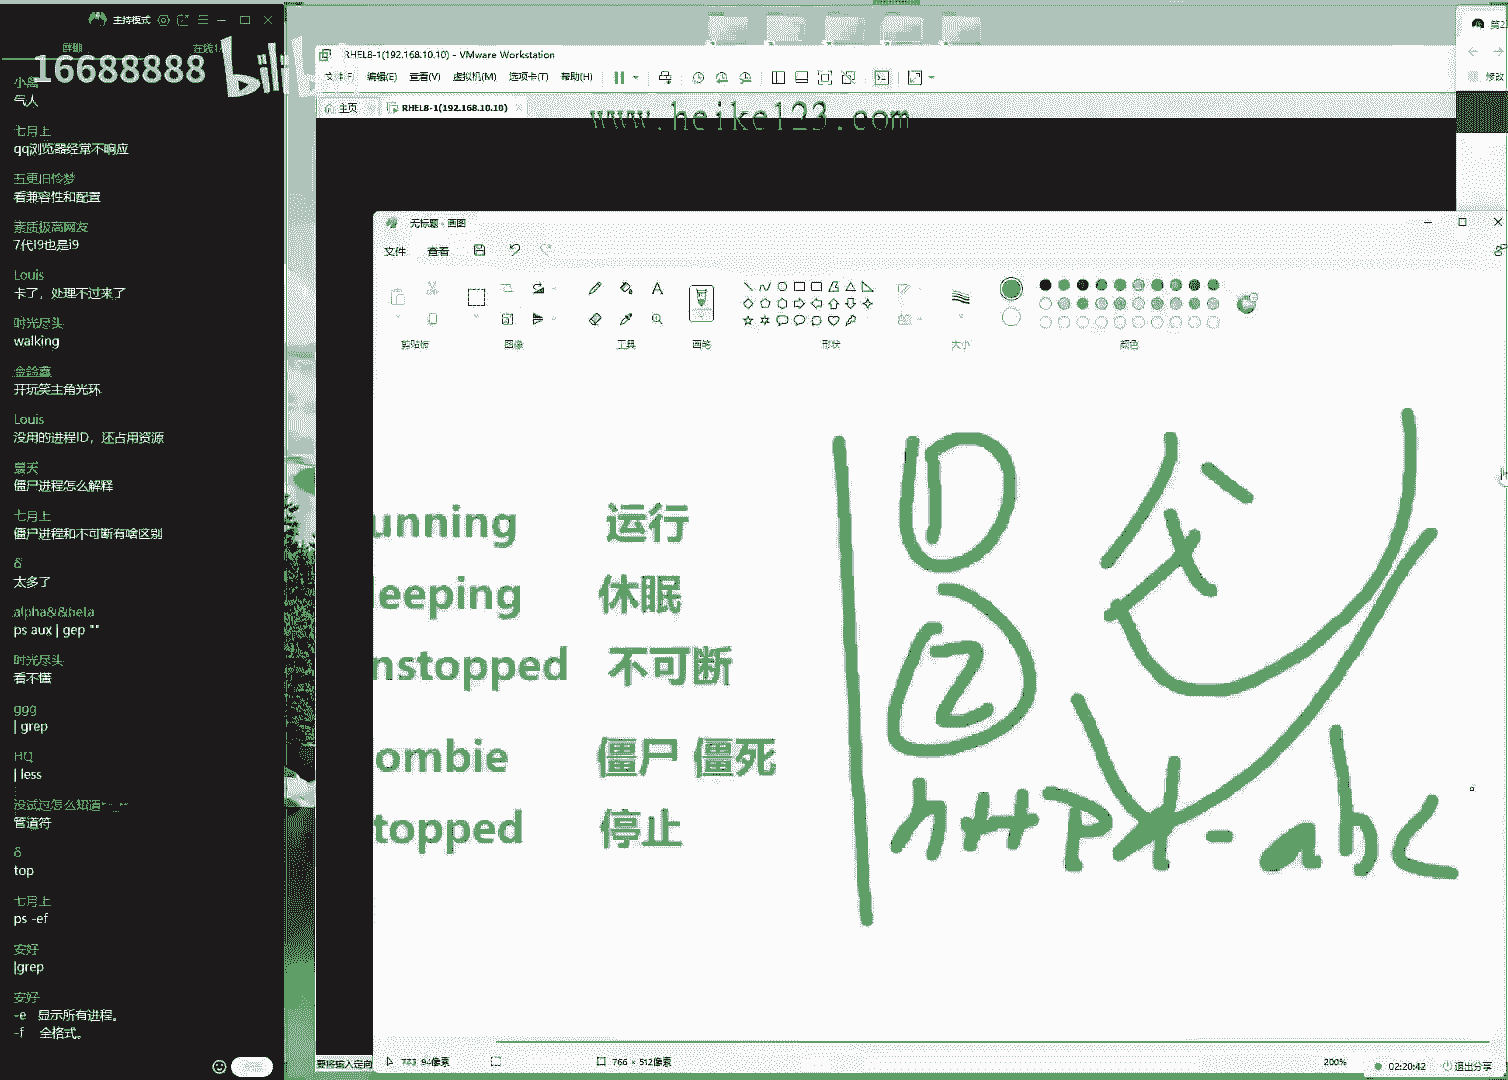 主持模式
群聊
16688888
bilibili
小
气人
七月上
qq浏览器经常不响应
五更旧怜梦
看兼容性和配置
素质极高网友
7代i9也是i9
Louis
卡了，处理不过来了
时光尽头
walking
开玩笑主角光环
Louis
没用的进程ID，还占用资源
僵尸进程怎么解释
七月上
僵尸进程和不可断有啥区别
δ
太多了
alpha&&beta
ps aux | gep ""
时光尽头
看不懂
ggg
| grep
HQ
| less
没试过怎么知道
管道符
δ
top
七月上
ps -ef
安好
|grep
安好
-e 显示所有进程。
-f 全格式。
RHEL8-1(192.168.10.10) - VMware Workstation
文件(F) 编辑(E) 查看(V) 虚拟机(M) 选项卡(T) 帮助(H)
主页 RHEL8-1(192.168.10.10)
www.heike123.com
修改
无标题 - 画图
文件 查看
剪贴板 图像 工具 画笔 形状 大小 颜色
unning 运行
leeping 休眠
nstopped 不可断
ombie 僵尸 僵死
topped 停止
① 父
②
httpd-abc
要将输入定向
733, 94像素 766 × 512像素 200%
02:20:42 退出分享